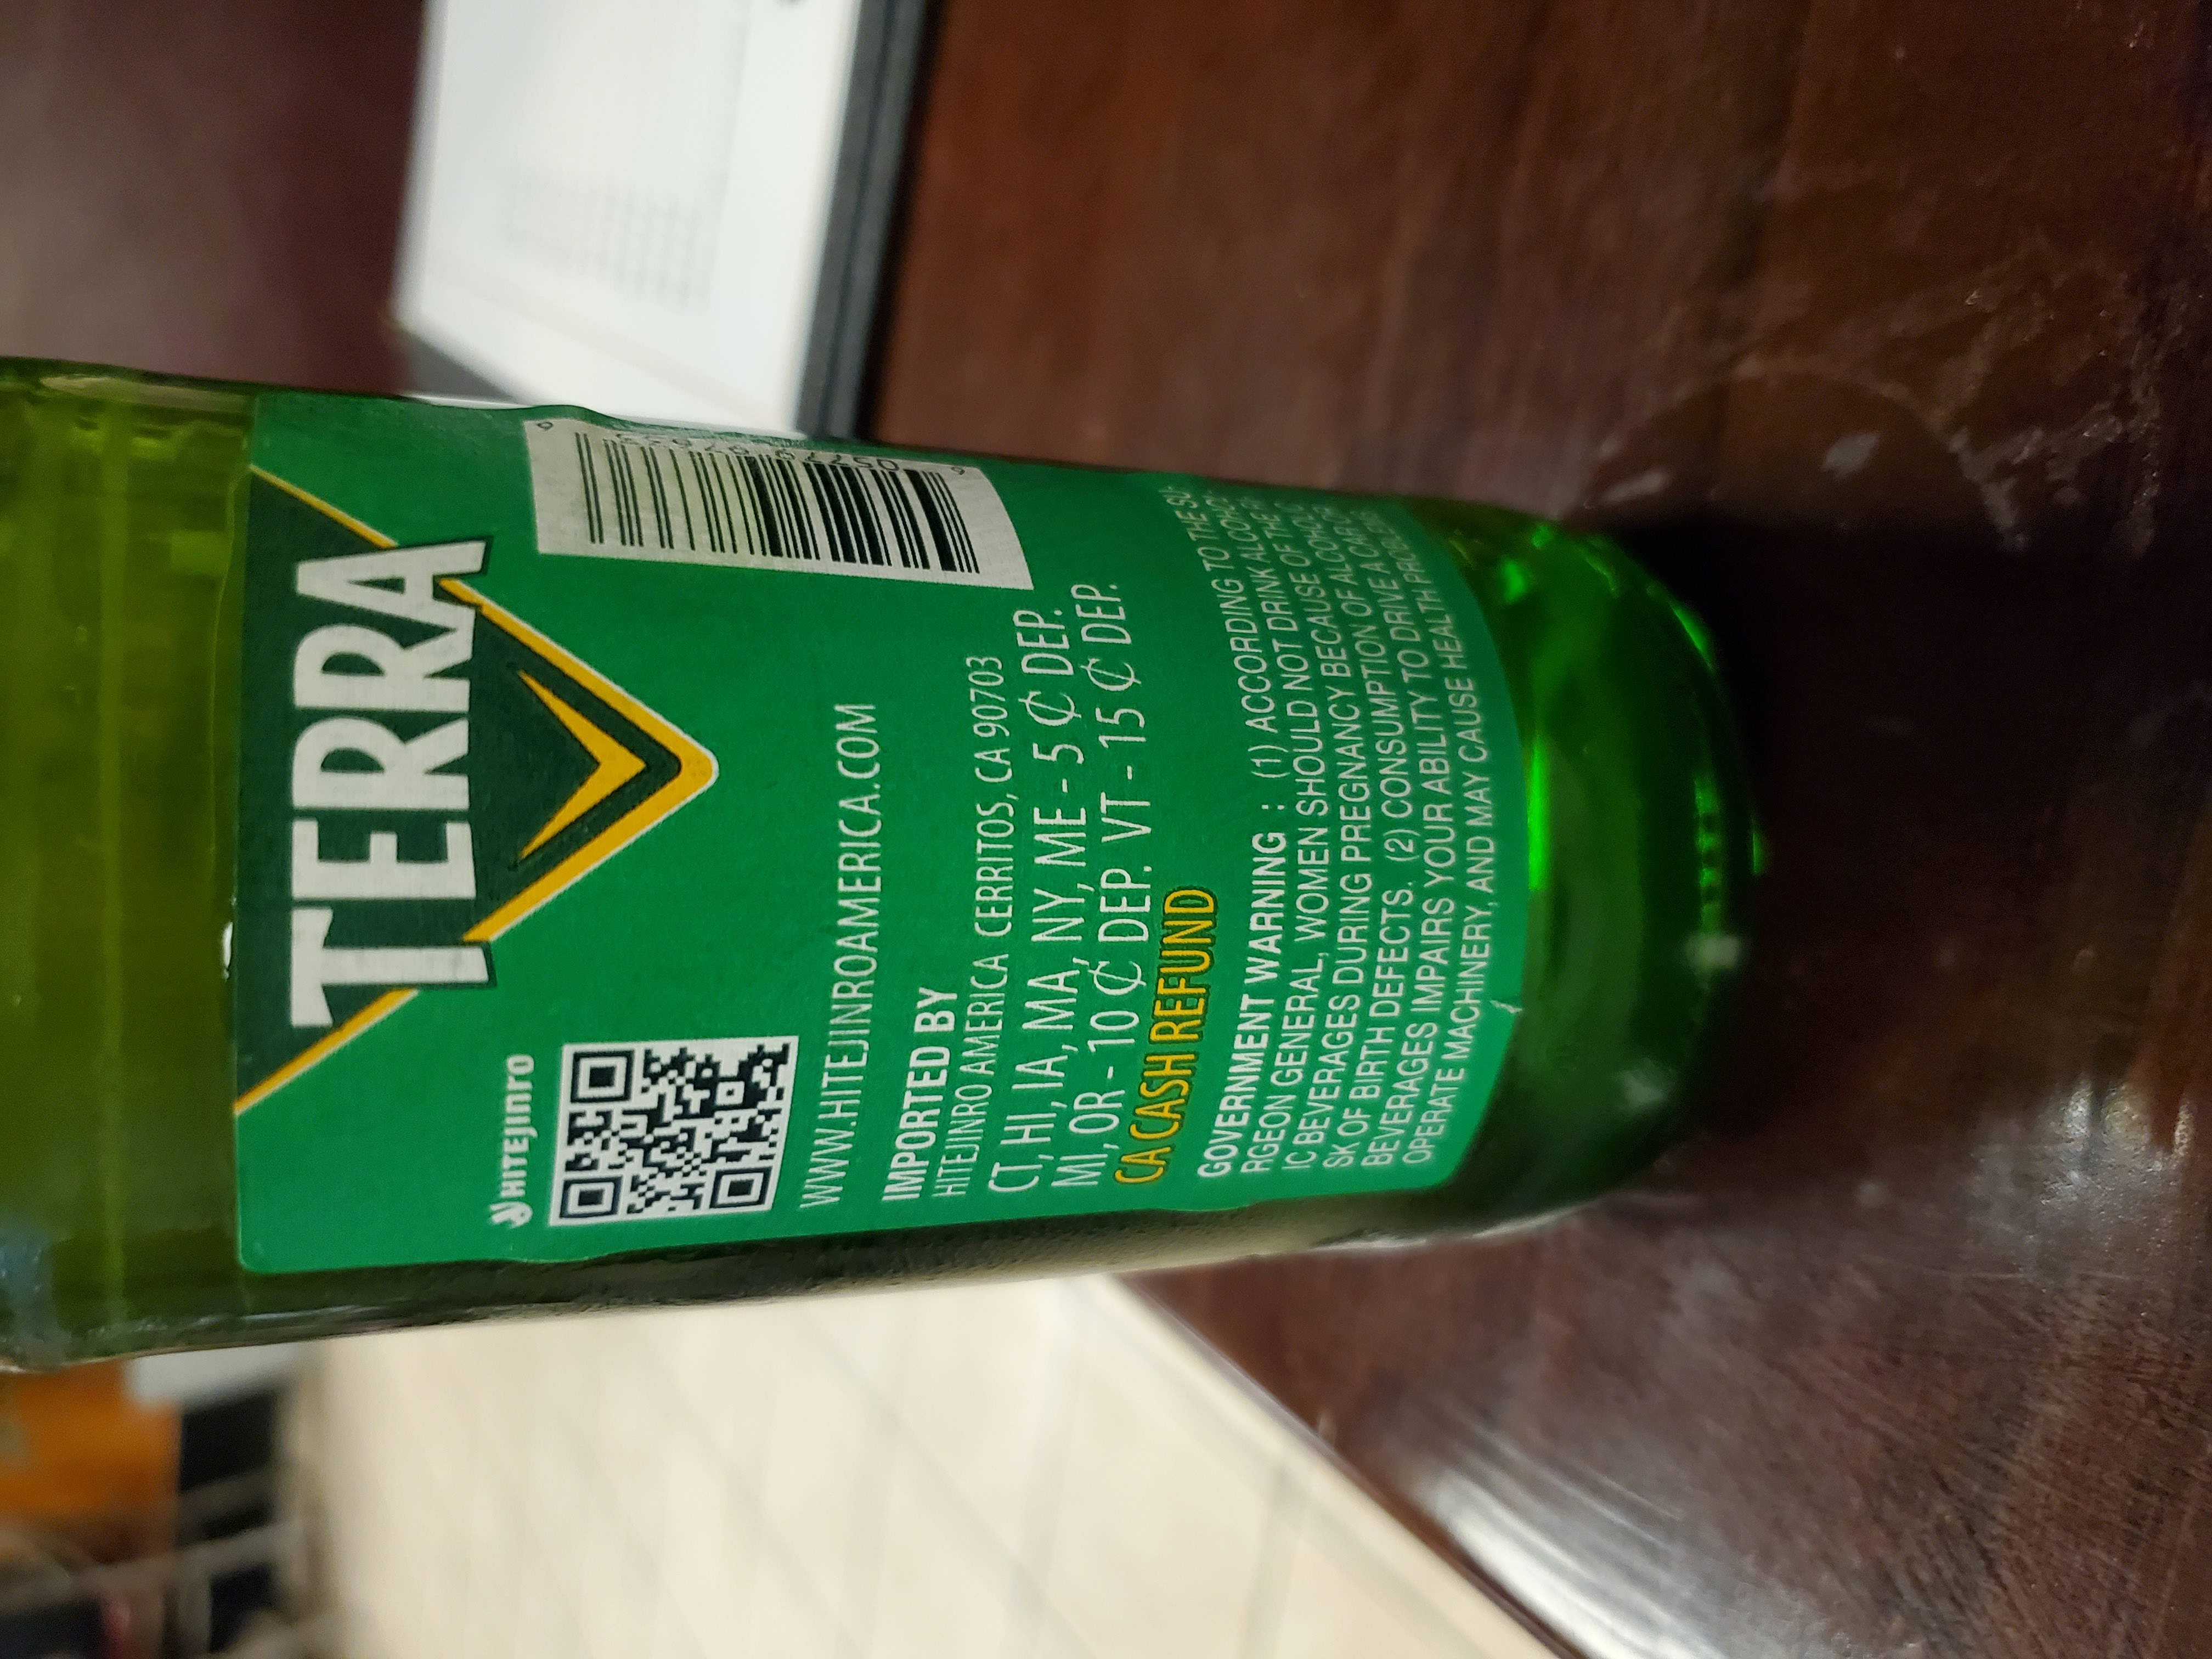 TERRA
HITEJINRO
WWW.HITEJINROAMERICA.COM
IMPORTED BY
HITEJINRO AMERICA CERRITOS, CA 90703
CT, HI, IA, MA, NY, ME - 5 ¢ DEP.
MI, OR - 10 ¢ DEP. VT - 15 ¢ DEP.
CA CASH REFUND
GOVERNMENT WARNING : (1) ACCORDING TO THE SU-
RGEON GENERAL, WOMEN SHOULD NOT DRINK ALCOHOL-
IC BEVERAGES DURING PREGNANCY BECAUSE OF THE RI-
SK OF BIRTH DEFECTS. (2) CONSUMPTION OF ALCOHOLIC
BEVERAGES IMPAIRS YOUR ABILITY TO DRIVE A CAR OR
OPERATE MACHINERY, AND MAY CAUSE HEALTH PROBLEMS.